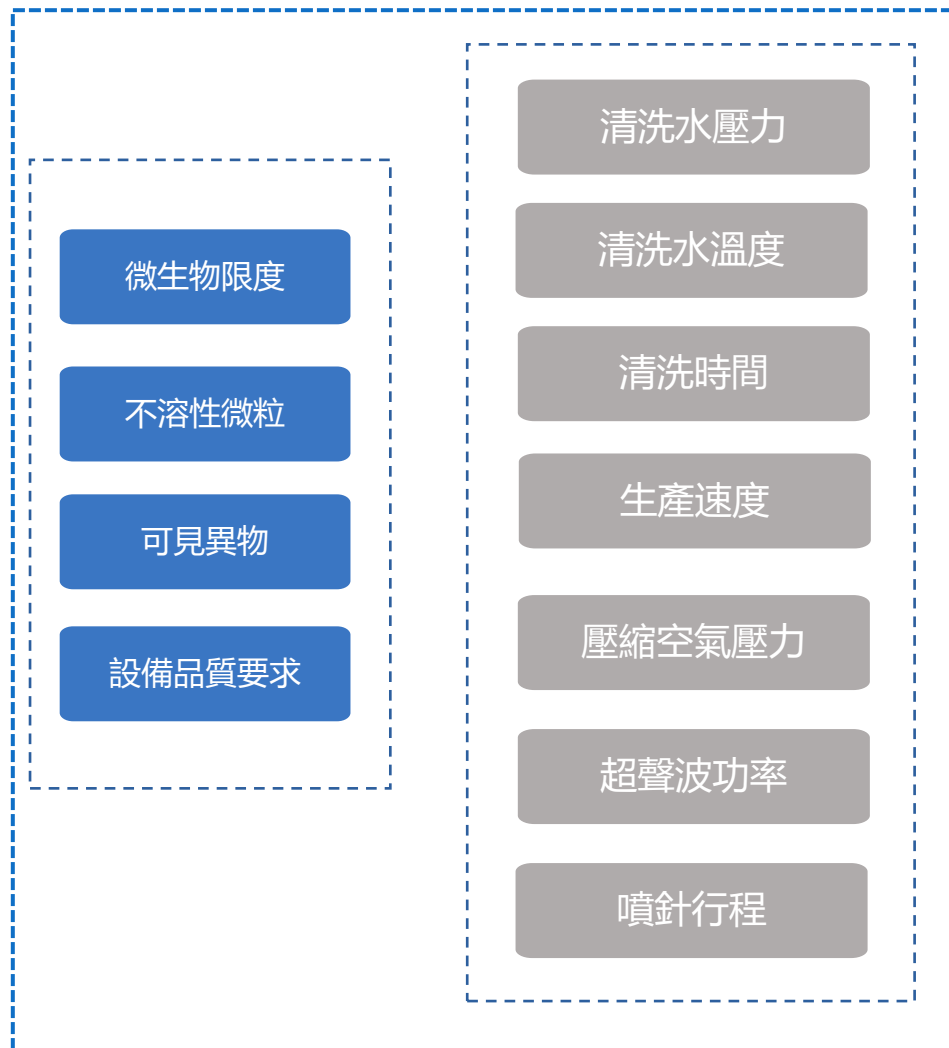 微生物限度
不溶性微粒
可見異物
設備品質要求
清洗水壓力
清洗水溫度
清洗時間
生產速度
壓縮空氣壓力
超聲波功率
噴針行程